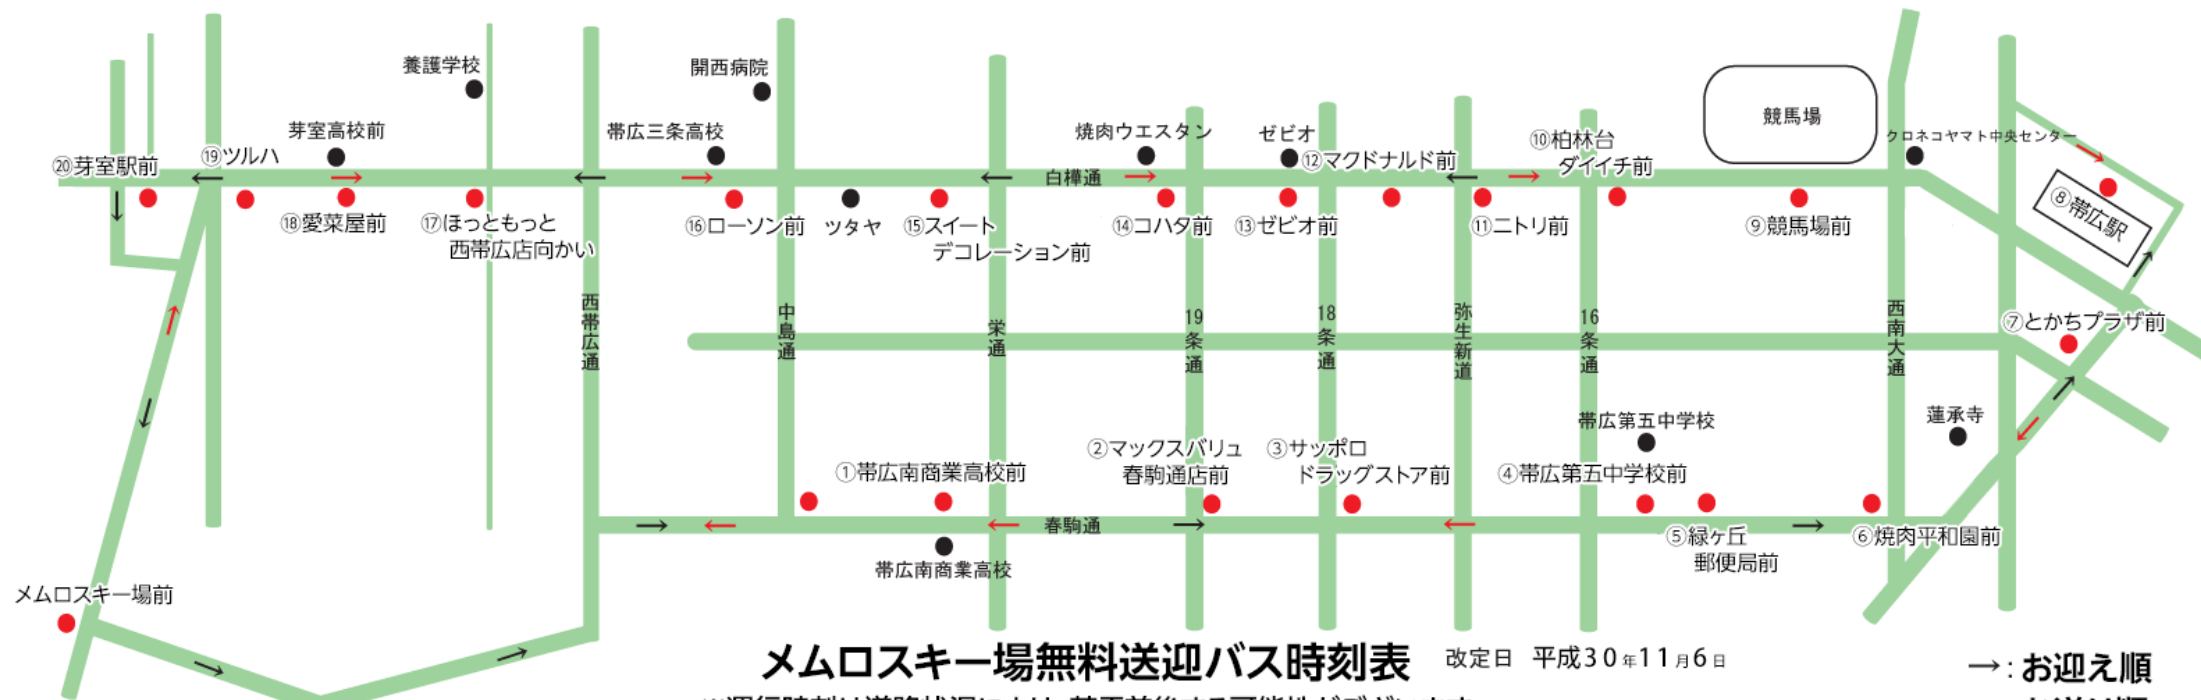 養護学校
開西病院
芽室高校前
帯広三条高校
焼肉ウエスタン
ゼビオ
競馬場
クロネコヤマト中央センター
⑳芽室駅前
⑲ツルハ
⑫マクドナルド前
⑩柏林台
ダイイチ前
白樺通
⑧帯広駅
⑱愛菜屋前
⑰ほっともっと
西帯広店向かい
⑯ローソン前
ツタヤ
⑮スイート
デコレーション前
⑭コハタ前
⑬ゼビオ前
⑪ニトリ前
⑨競馬場前
西帯広通
中島通
栄通
19条通
18条通
弥生新道
16条通
西南大通
⑦とかちプラザ前
蓮承寺
帯広第五中学校
①帯広南商業高校前
②マックスバリュ
春駒通店前
③サッポロ
ドラッグストア前
④帯広第五中学校前
春駒通
⑤緑ヶ丘
郵便局前
⑥焼肉平和園前
帯広南商業高校
メムロスキー場前
メムロスキー場無料送迎バス時刻表
改定日 平成30年11月6日
→:お迎え順